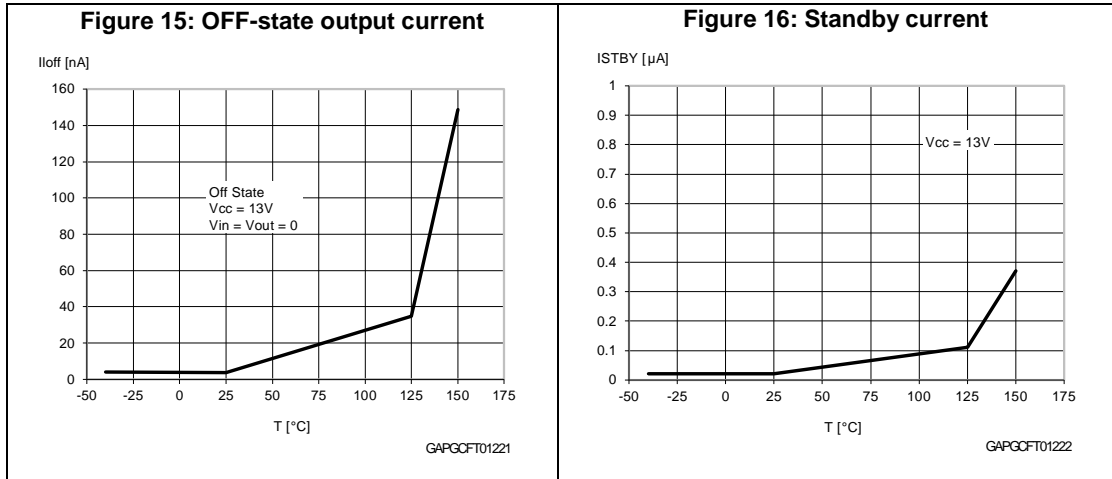 Figure 15: OFF-state output current
Iloff [nA]
160
140
120
100
80
60
40
20
0
-50 -25 0 25 50 75 100 125 150 175
Off State
Vcc = 13V
Vin = Vout = 0
T [°C]
GAPGCFT01221
Figure 16: Standby current
ISTBY [µA]
1
0.9
0.8
0.7
0.6
0.5
0.4
0.3
0.2
0.1
0
-50 -25 0 25 50 75 100 125 150 175
Vcc = 13V
T [°C]
GAPGCFT01222